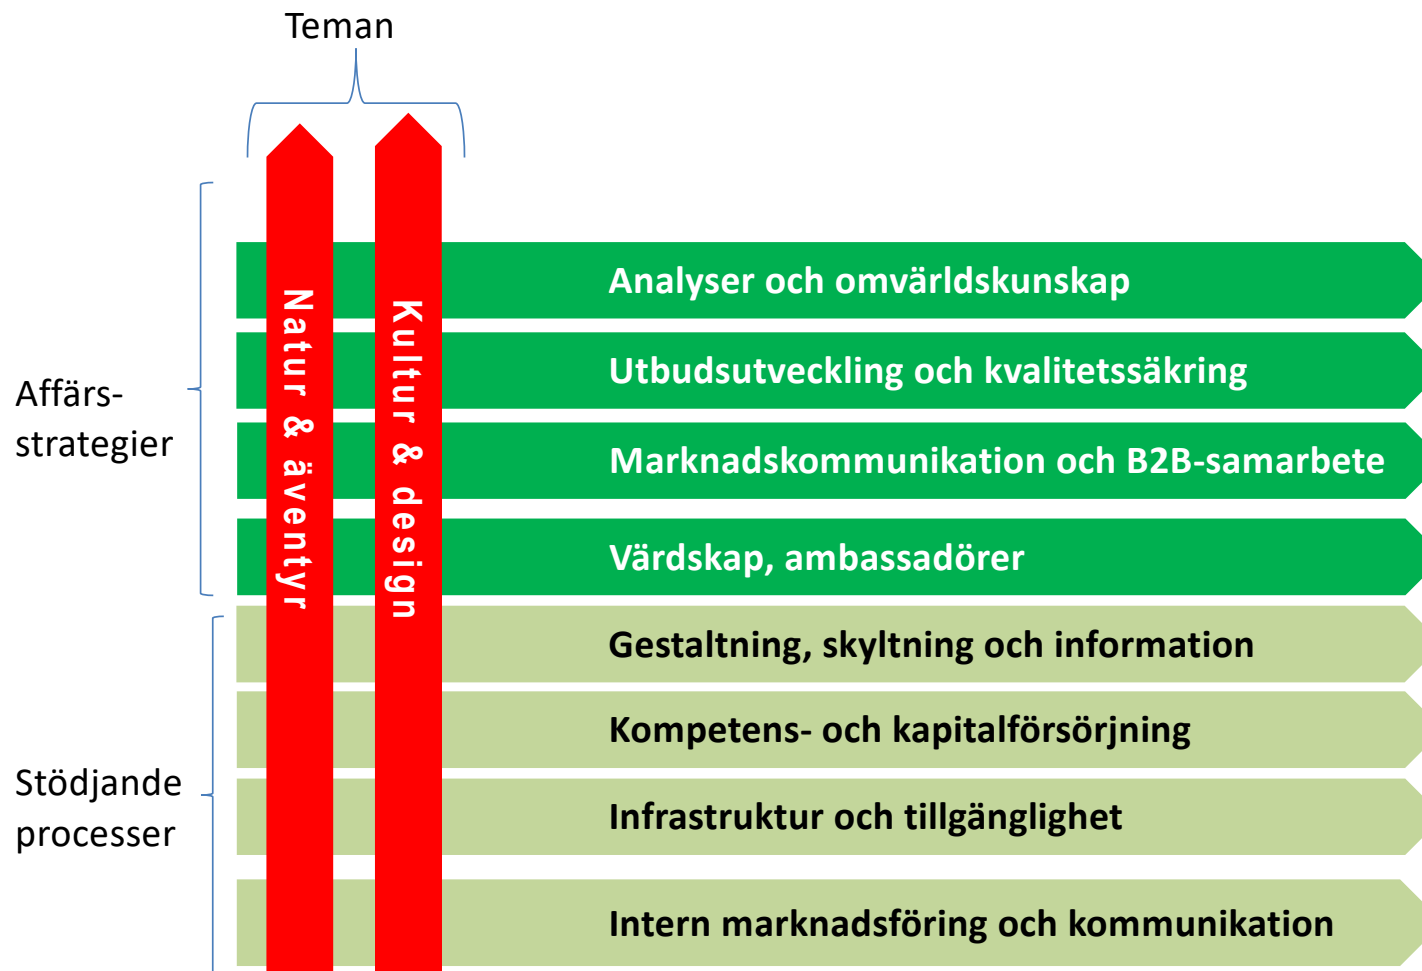 Teman
Natur & äventyr
Kultur & design
Affärs-
strategier
Analyser och omvärldskunskap
Utbudsutveckling och kvalitetssäkring
Marknadskommunikation och B2B-samarbete
Värdskap, ambassadörer
Stödjande
processer
Gestaltning, skyltning och information
Kompetens- och kapitalförsörjning
Infrastruktur och tillgänglighet
Intern marknadsföring och kommunikation